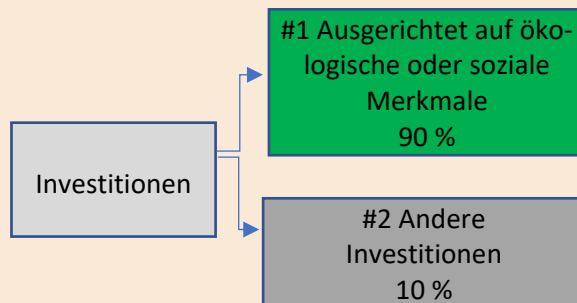 #1 Ausgerichtet auf öko-
logische oder soziale
Merkmale
90 %
Investitionen
#2 Andere
Investitionen
10 %